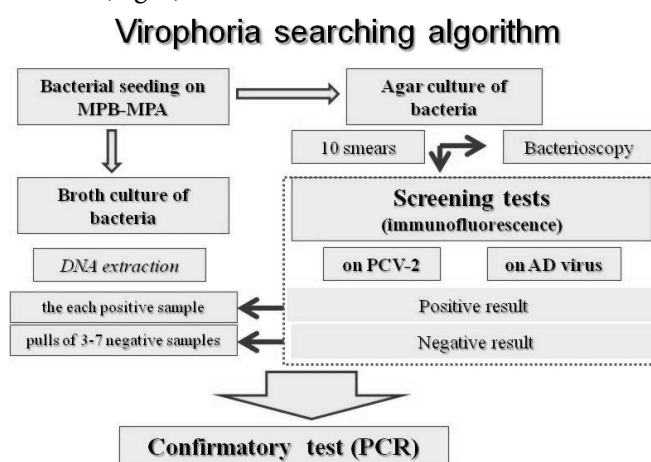 Virophoria searching algorithm
Bacterial seeding on
MPB-MPA
Agar culture of
bacteria
10 smears
Bacterioscopy
Broth culture of
bacteria
Screening tests
(immunofluorescence)
DNA extraction
on PCV-2
on AD virus
the each positive sample
Positive result
pulls of 3-7 negative samples
Negative result
Confirmatory test (PCR)